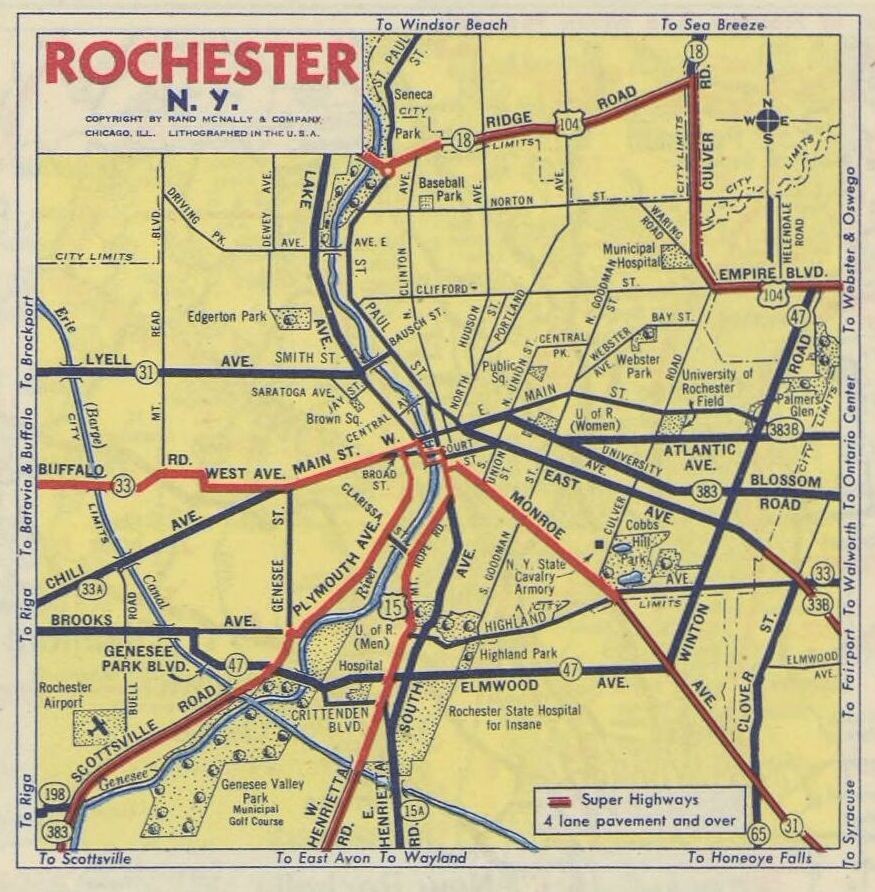 To Windsor Beach
To Sea Breeze
ROCHESTER
N. Y.
COPYRIGHT BY RAND MCNALLY & COMPANY
CHICAGO, ILL. LITHOGRAPHED IN THE U. S. A.
ST. PAUL
ST.
Seneca
CITY
Park
18
RIDGE
ROAD
104
LIMITS
18
RD.
CULVER
CITY LIMITS
N
W
E
S
CITY
LIMITS
HELENDALE
ROAD
LAKE
AVE.
DEWEY
AVE.
DRIVING
PK.
AVE.
AVE. E
BLVD.
CITY LIMITS
Baseball
Park
AVE.
AVE.
AVE.
NORTON
ST.
WARING
ROAD
Municipal
Hospital
ST.
PAUL
ST.
N. CLINTON
CLIFFORD
ST.
EMPIRE BLVD.
104
47
ROAD
Erie
(Barge)
Canal
CITY
LIMITS
READ
MT.
Edgerton Park
SMITH ST.
BAUSCH ST.
HUDSON
ST.
NORTH
PORTLAND
N. GOODMAN
ST
CENTRAL
PK.
BAY ST.
WEBSTER
AVE.
Webster
Park
ROAD
LYELL
31
AVE.
SARATOGA AVE.
JAY ST.
Brown Sq.
CENTRAL
AV
Public
Sq.
N. UNION ST.
University of
Rochester
Field
Palmers
Glen
LIMITS
CITY
E.
MAIN
ST.
U. of R.
(Women)
383B
BUFFALO
33
RD.
WEST AVE.
MAIN ST.
W.
BROAD
ST.
COURT
ST
S.
UNION
ST.
ST.
UNIVERSITY
AVE.
ATLANTIC
AVE.
383
BLOSSOM
ROAD
EAST
AVE.
CHILI
AVE.
33A
CLARISSA
ST
PLYMOUTH AVE.
GENESEE
ST.
MONROE
AVE.
CULVER
Cobbs
Hill
Park
AVE.
N. Y. State
Cavalry
Armory
33
33B
MT.
HOPE RD.
AVE.
S. GOODMAN
River
15
CITY
LIMITS
HIGHLAND
BROOKS
AVE.
ROAD
BUELL
GENESEE
PARK BLVD.
47
U. of R.
(Men)
Hospital
Highland Park
47
ELMWOOD
AVE.
WINTON
CLOVER
ST.
ELMWOOD
AVE.
Rochester
Airport
SCOTTSVILLE
ROAD
CRITTENDEN
BLVD.
SOUTH
Rochester State Hospital
for Insane
Genesee
Genesee Valley
Park
Municipal
Golf Course
198
383
W.
HENRIETTA
RD.
E.
HENRIETTA
RD.
15A
Super Highways
4 lane pavement and over
65
31
To Scottsville
To East Avon
To Wayland
To Honeoye Falls
To Brockport
To Batavia & Buffalo
To Riga
To Riga
To Webster & Oswego
To Ontario Center
To Walworth
To Fairport
To Syracuse